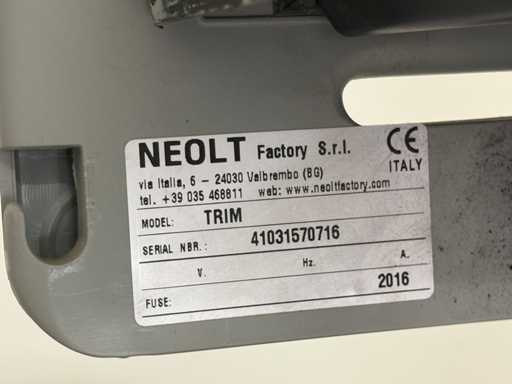 NEOLT Factory S.r.l. CE
via Italia, 6 - 24030 Valbrembo (BG) ITALY
tel. +39 035 468811 web: www.neoltfactory.com
MODEL: TRIM
SERIAL NBR.: 41031570716
V. Hz. A.
FUSE: 2016